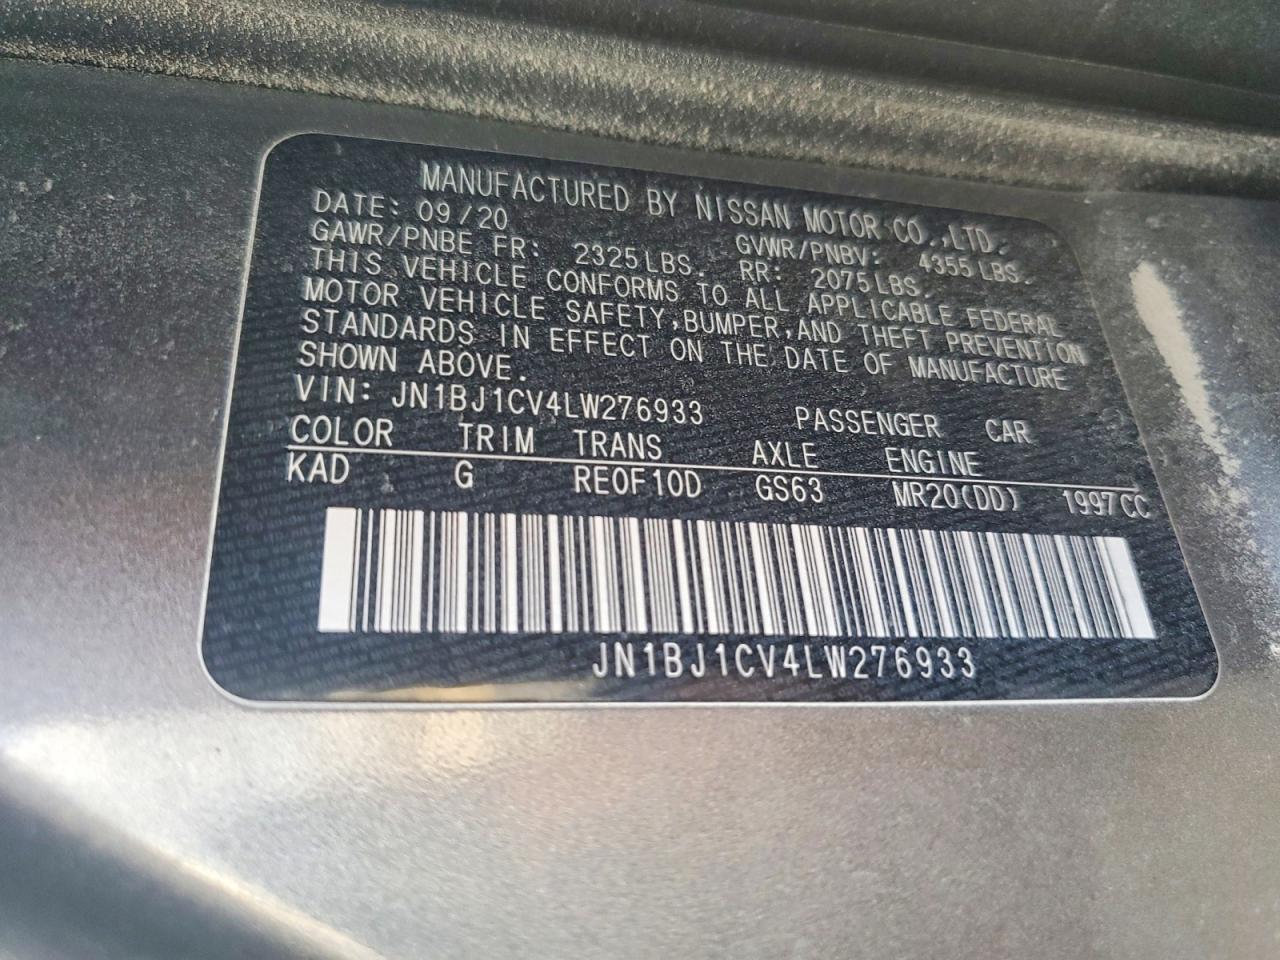 MANUFACTURED BY NISSAN MOTOR CO.,LTD.
DATE: 09/20 GVWR/PNBV: 4355LBS.
GAWR/PNBE FR: 2325LBS. RR: 2075LBS.
THIS VEHICLE CONFORMS TO ALL APPLICABLE FEDERAL
MOTOR VEHICLE SAFETY,BUMPER,AND THEFT PREVENTION
STANDARDS IN EFFECT ON THE DATE OF MANUFACTURE
SHOWN ABOVE.
VIN: JN1BJ1CV4LW276933 PASSENGER CAR
COLOR TRIM TRANS AXLE ENGINE
KAD G RE0F10D GS63 MR20(DD) 1997CC
JN1BJ1CV4LW276933